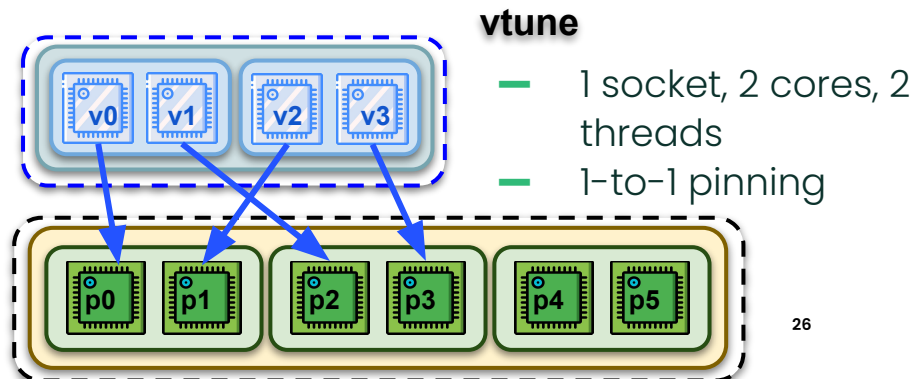 vtune
– 1 socket, 2 cores, 2
threads
– 1-to-1 pinning
v0 v1 v2 v3
p0 p1 p2 p3 p4 p5
26